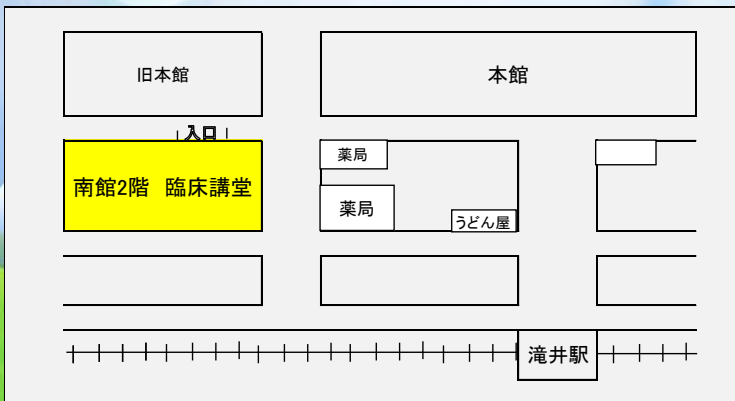 旧本館
本館
入口
薬局
南館2階 臨床講堂
薬局
うどん屋
滝井駅